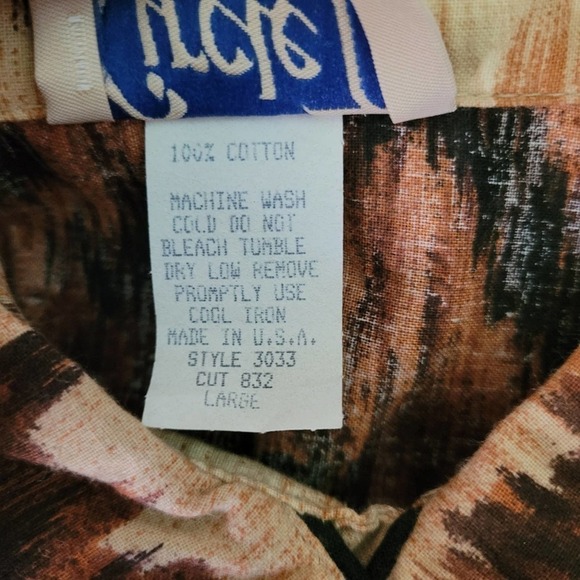 100% COTTON
MACHINE WASH
COLD DO NOT
BLEACH TUMBLE
DRY LOW REMOVE
PROMPTLY USE
COOL IRON
MADE IN U.S.A.
STYLE 3033
CUT 832
LARGE